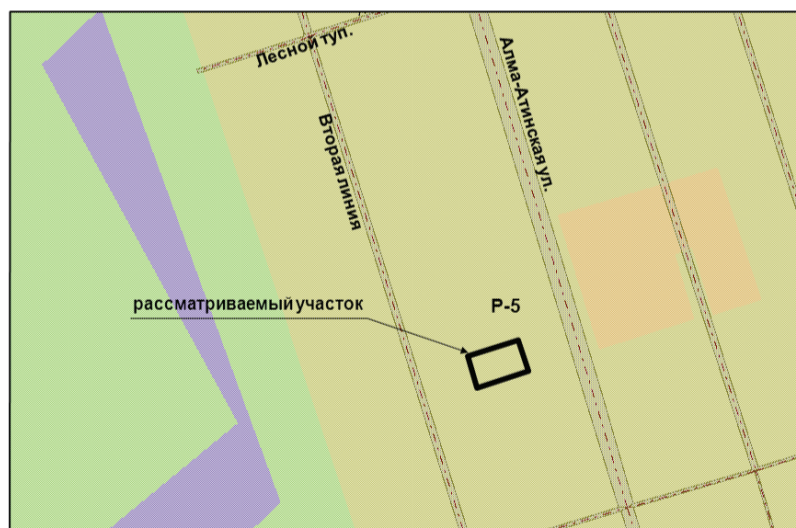 Лесной туп.
Алма-Атинская ул.
Вторая линия
рассматриваемый участок
Р-5